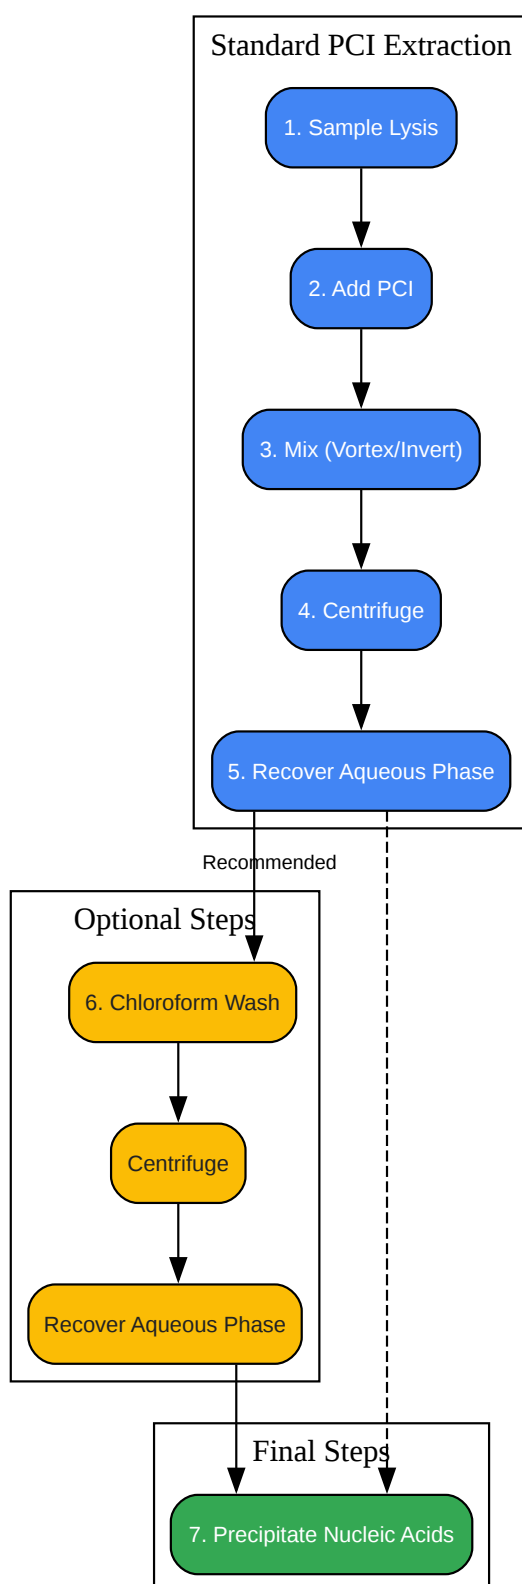 Standard PCI Extraction
1. Sample Lysis
2. Add PCI
3. Mix (Vortex/Invert)
4. Centrifuge
5. Recover Aqueous Phase
Recommended
Optional Steps
6. Chloroform Wash
Centrifuge
Recover Aqueous Phase
Final Steps
7. Precipitate Nucleic Acids